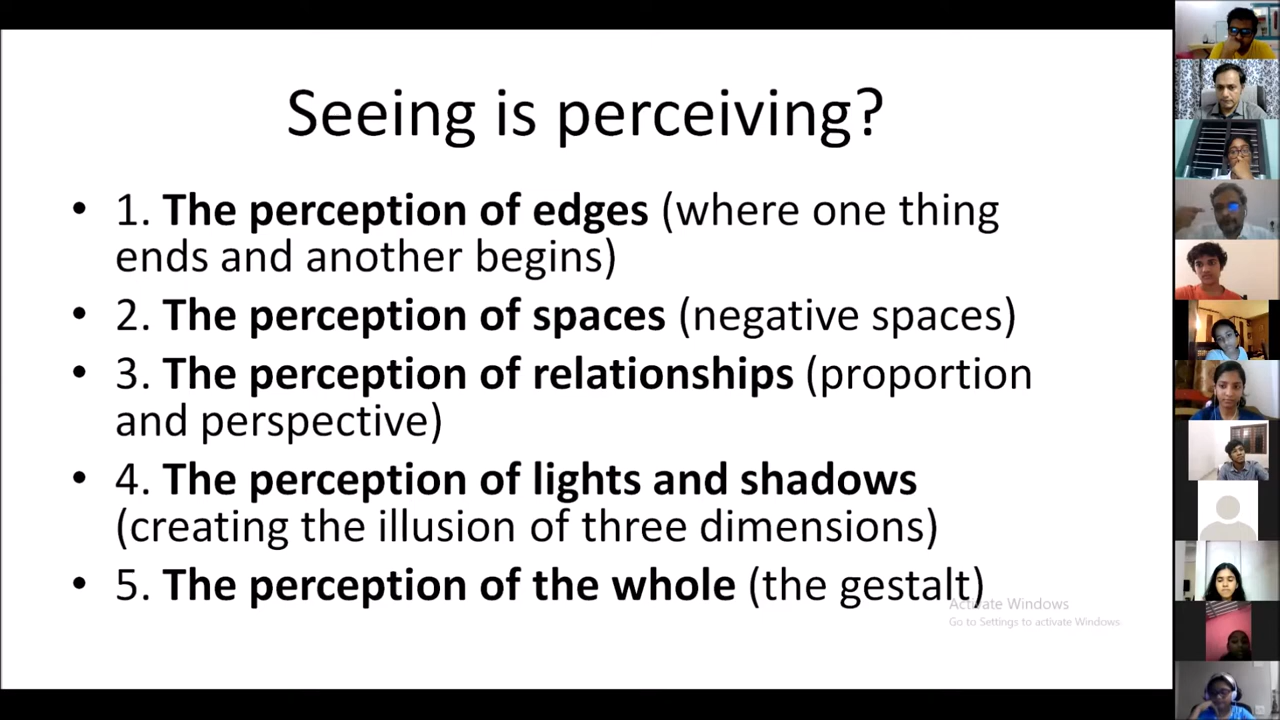 Seeing is perceiving?
• 1. The perception of edges (where one thing
ends and another begins)
• 2. The perception of spaces (negative spaces)
• 3. The perception of relationships (proportion
and perspective)
• 4. The perception of lights and shadows
(creating the illusion of three dimensions)
• 5. The perception of the whole (the gestalt)
Activate Windows
Go to Settings to activate Windows